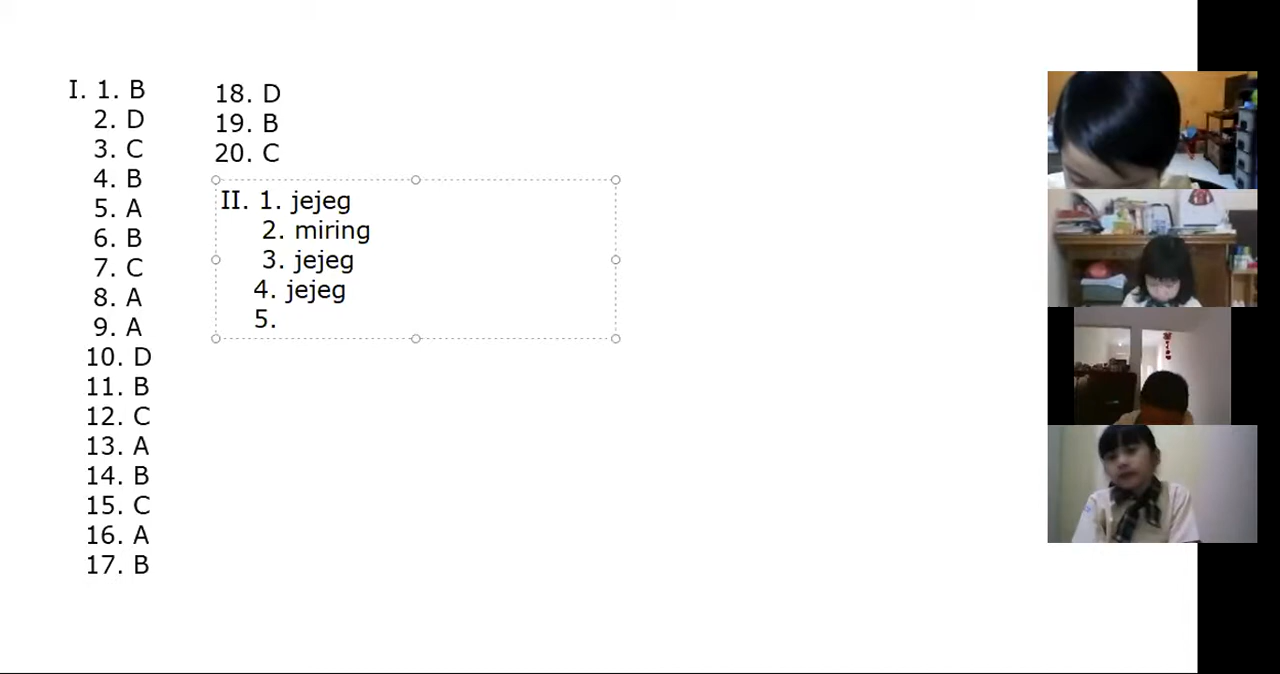 I. 1. B
2. D
3. C
4. B
5. A
6. B
7. C
8. A
9. A
10. D
11. B
12. C
13. A
14. B
15. C
16. A
17. B
18. D
19. B
20. C
II. 1. jejeg
2. miring
3. jejeg
4. jejeg
5.